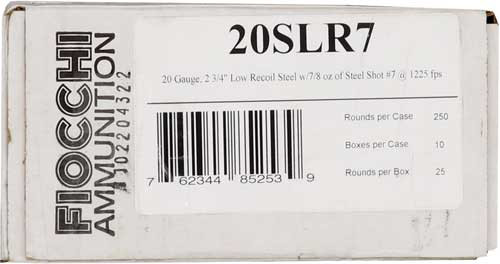 FIOCCHI
AMMUNITION
20SLR7
20 Gauge, 2 3/4" Low Recoil Steel w/7/8 oz of Steel Shot #7 @ 1225 fps
Rounds per Case 250
Boxes per Case 10
Rounds per Box 25
7 62344 85253 9